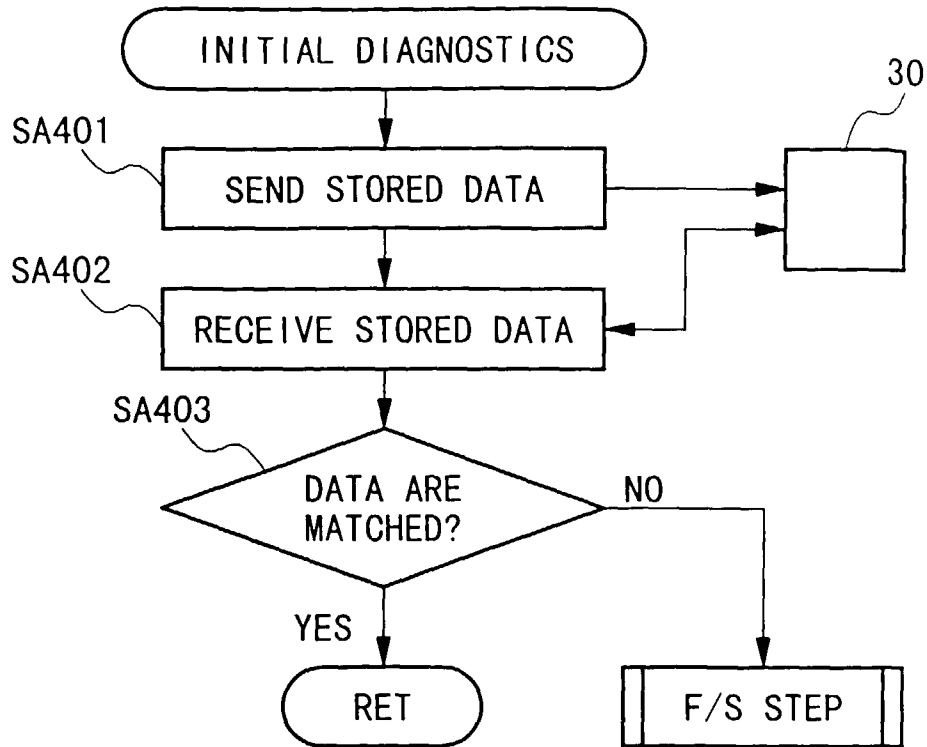 INITIAL DIAGNOSTICS
30
SA401
SEND STORED DATA
SA402
RECEIVE STORED DATA
SA403
DATA ARE
MATCHED?
NO
YES
RET
F/S STEP